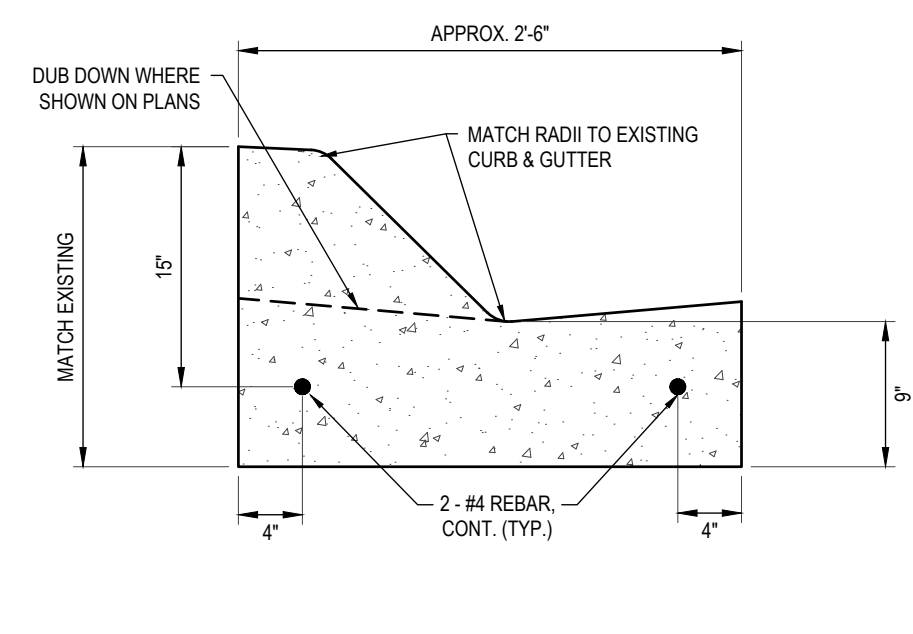 APPROX. 2'-6"
DUB DOWN WHERE
SHOWN ON PLANS
MATCH RADII TO EXISTING
CURB & GUTTER
MATCH EXISTING
15"
9"
2 - #4 REBAR,
CONT. (TYP.)
4"
4"